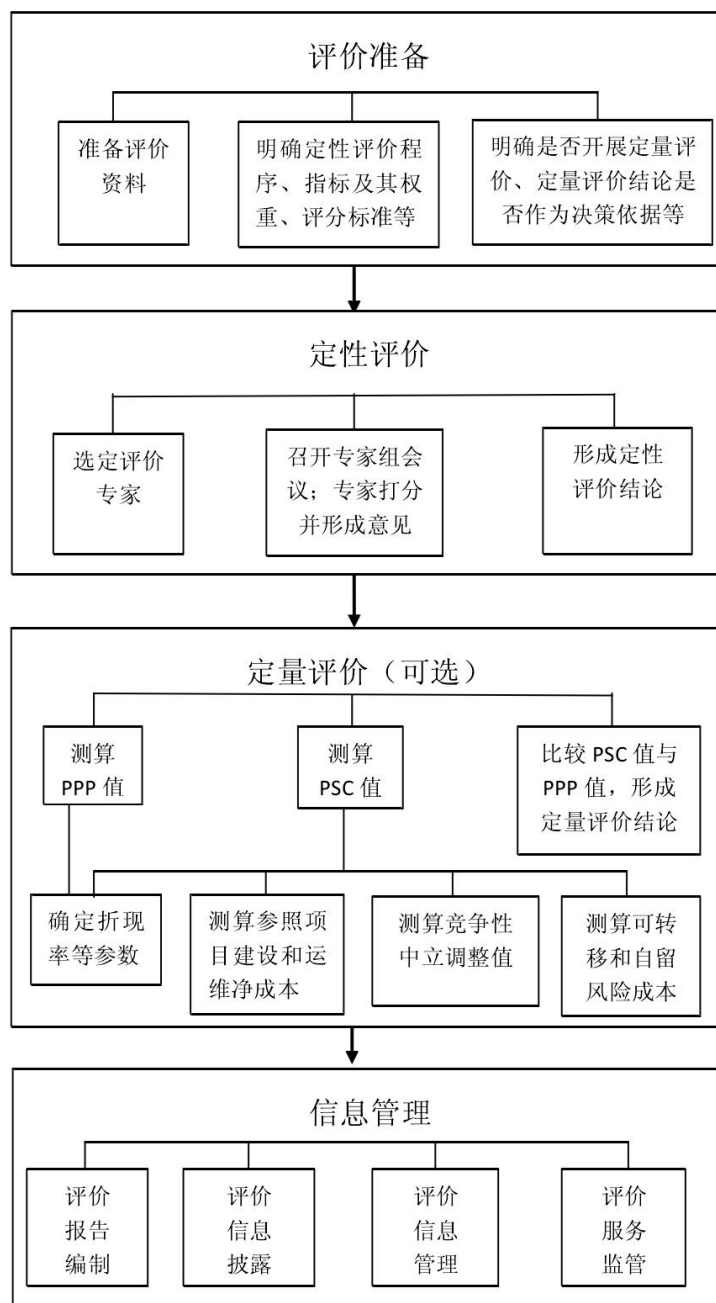 评价准备
准备评价
资料
明确定性评价程
序、指标及其权
重、评分标准等
明确是否开展定量评
价、定量评价结论是
否作为决策依据等
定性评价
选定评价
专家
召开专家组会
议；专家打分
并形成意见
形成定性
评价结论
定量评价（可选）
测算
PPP 值
测算
PSC 值
比较 PSC 值与
PPP 值，形成
定量评价结论
确定折现
率等参数
测算参照项
目建设和运
维净成本
测算竞争性
中立调整值
测算可转
移和自留
风险成本
信息管理
评价
报告
编制
评价
信息
披露
评价
信息
管理
评价
服务
监管